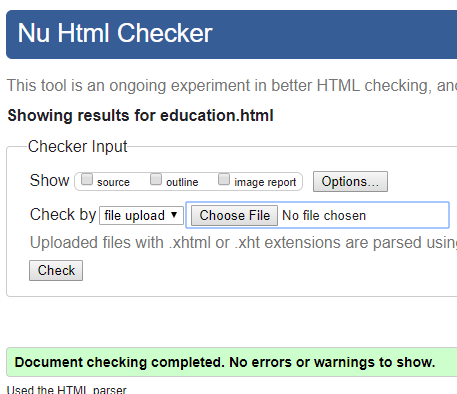 Nu Html Checker
This tool is an ongoing experiment in better HTML checking, and
Showing results for education.html
Checker Input
Show source outline image report Options...
Check by file upload Choose File No file chosen
Uploaded files with .xhtml or .xht extensions are parsed using
Check
Document checking completed. No errors or warnings to show.
Used the HTML parser